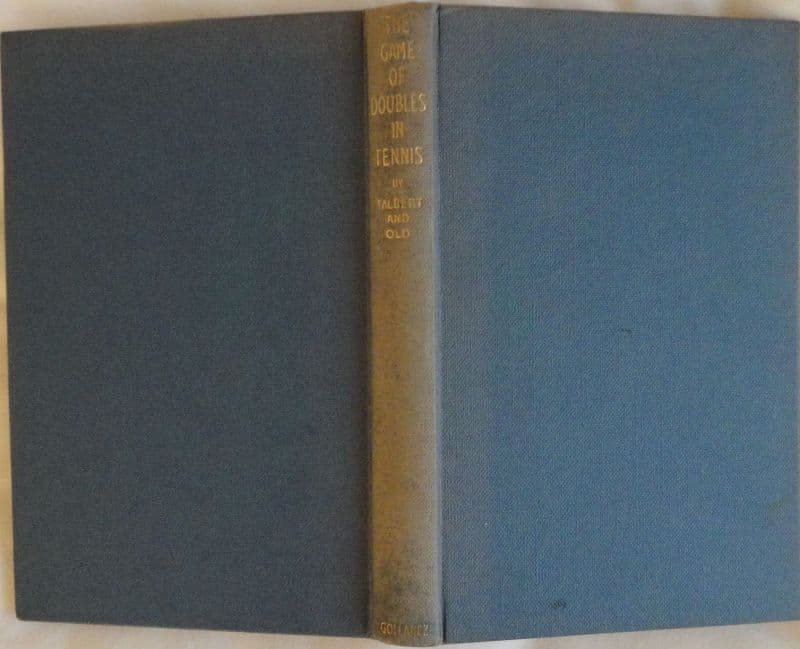 THE
GAME
OF
DOUBLES
IN
TENNIS
BY
TALBERT
AND
OLD
GOLLANCZ